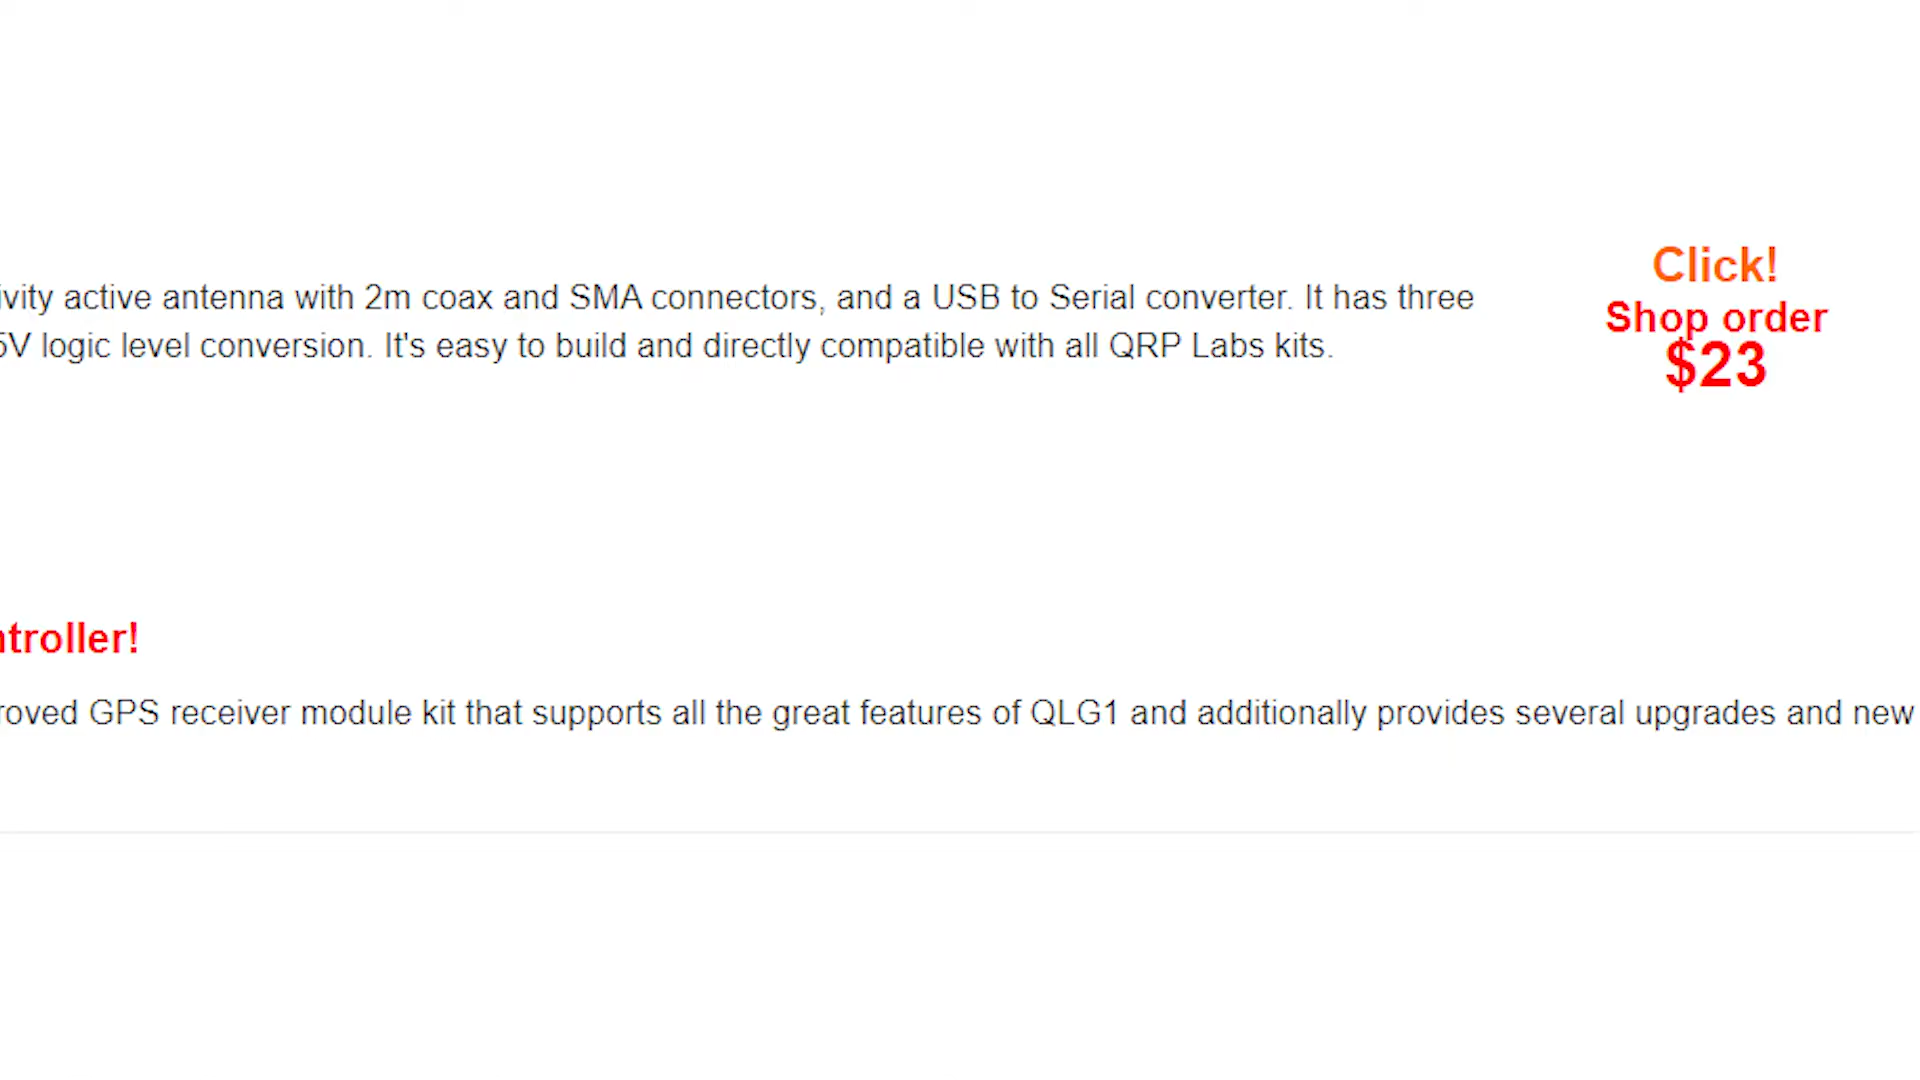 ivity active antenna with 2m coax and SMA connectors, and a USB to Serial converter. It has three
5V logic level conversion. It's easy to build and directly compatible with all QRP Labs kits.
Click!
Shop order
$23
ntroller!
roved GPS receiver module kit that supports all the great features of QLG1 and additionally provides several upgrades and new